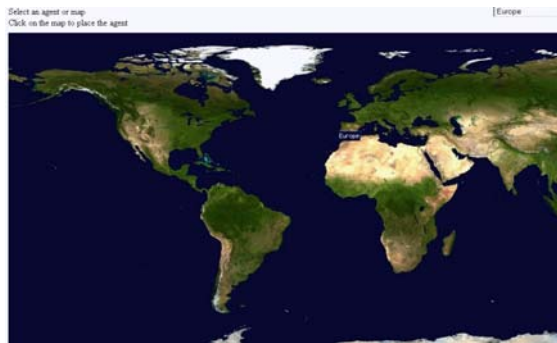 Select an agent or map
Europe
Click on the map to place the agent
Europe